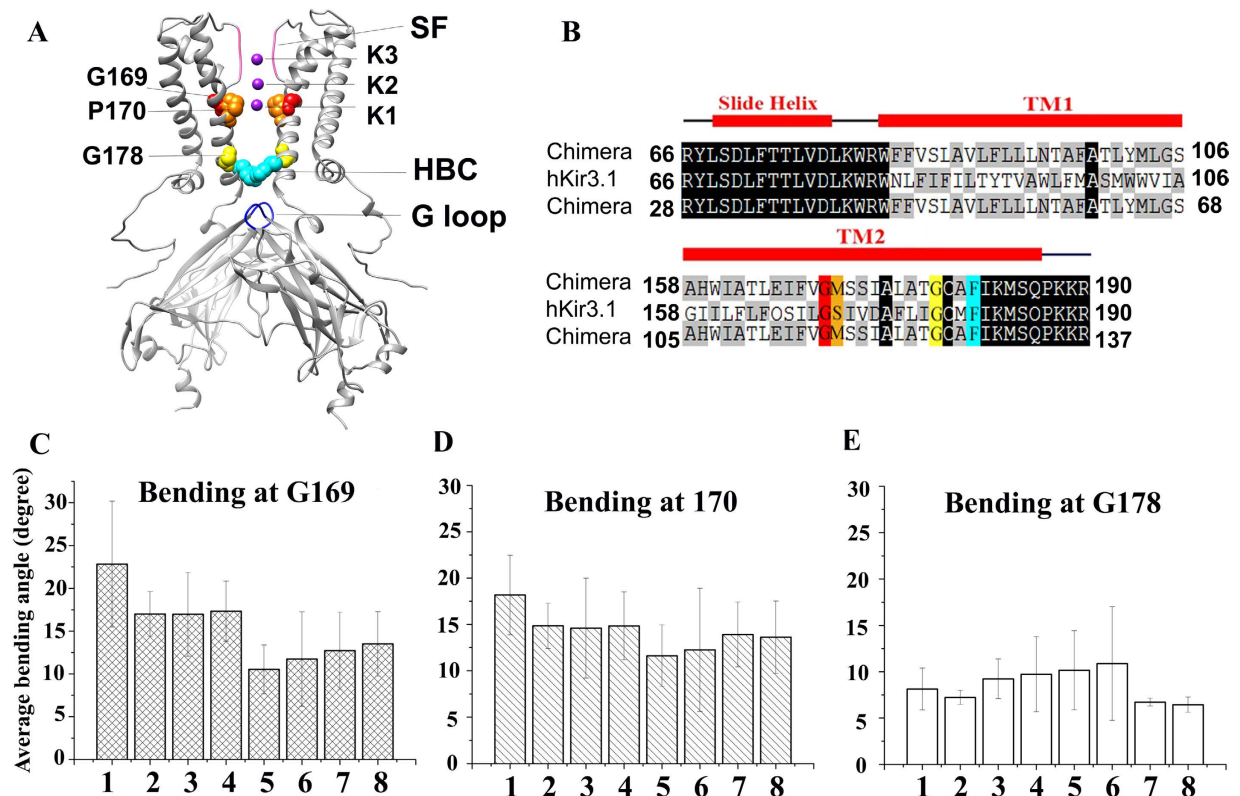 A
SF
K3
K2
K1
G169
P170
G178
HBC
G loop
B
Slide Helix TM1
Chimera 66 RYLSDLFTTLVDLKWRWFFVSLAVLFLLLNTAFATLYMLGS 106
hKir3.1 66 RYLSDLFTTLVDLKWRWNLFIFILTYTVAWLFMASMWWVIA 106
Chimera 28 RYLSDLFTTLVDLKWRWFFVSLAVLFLLLNTAFATLYMLGS 68
TM2
Chimera 158 AHWIATLEIFVGMSSIALATGCAFIKMSQPKKR 190
hKir3.1 158 GIILFLFQSILGSIVDAFLIGCMFIKMSQPKKR 190
Chimera 105 AHWIATLEIFVGMSSIALATGCAFIKMSQPKKR 137
C
Bending at G169
Average bending angle (degree)
30
25
20
15
10
5
0
1 2 3 4 5 6 7 8
D
Bending at 170
30
25
20
15
10
5
0
1 2 3 4 5 6 7 8
E
Bending at G178
30
25
20
15
10
5
0
1 2 3 4 5 6 7 8